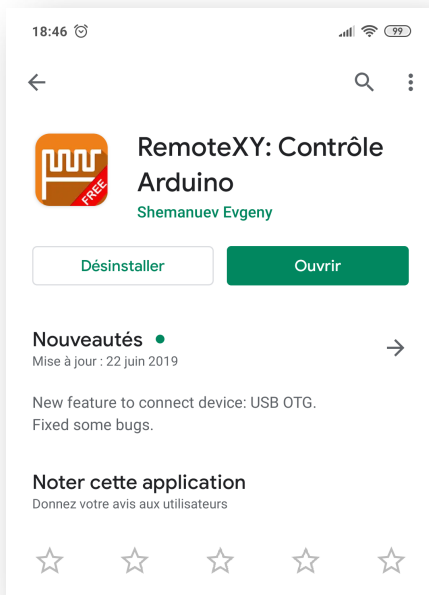 18:46
99
RemoteXY: Contrôle
Arduino
FREE
Shemanuev Evgeny
Désinstaller
Ouvrir
Nouveautés
Mise à jour : 22 juin 2019
New feature to connect device: USB OTG.
Fixed some bugs.
Noter cette application
Donnez votre avis aux utilisateurs